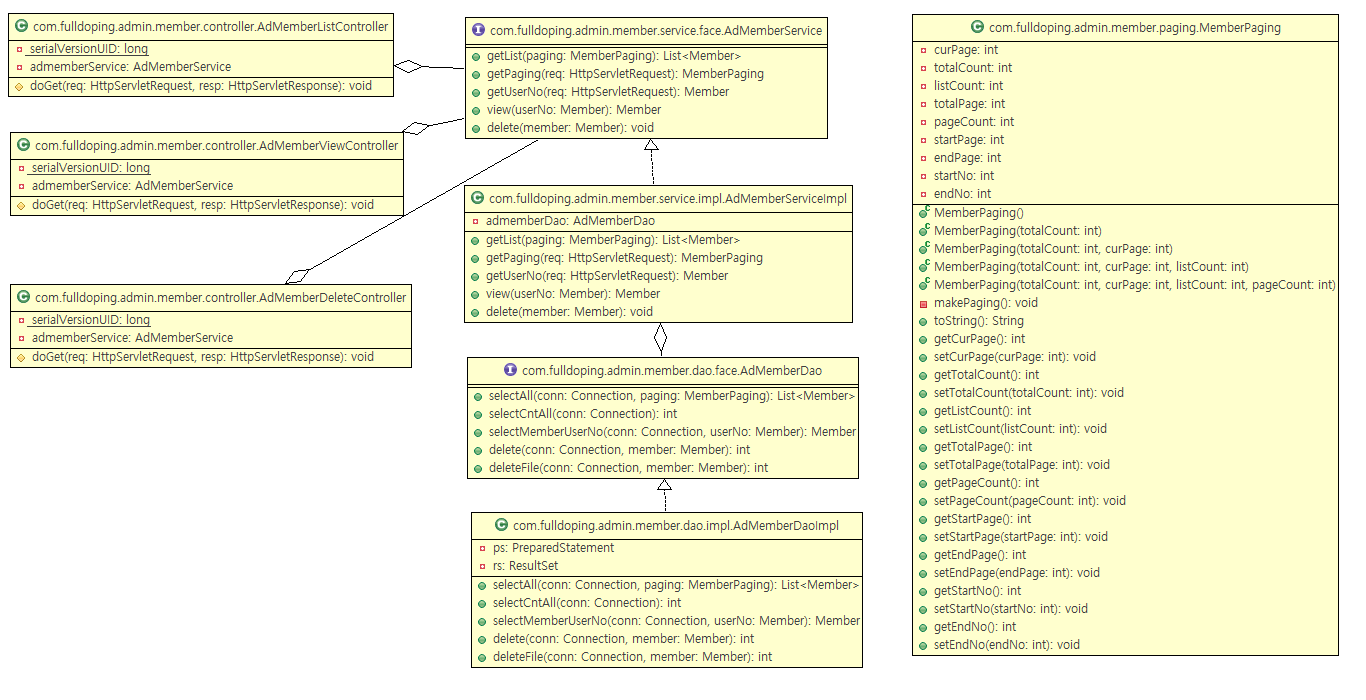 com.fulldoping.admin.member.controller.AdMemberListController
serialVersionUID: long
admemberService: AdMemberService
doGet(req: HttpServletRequest, resp: HttpServletResponse): void
com.fulldoping.admin.member.controller.AdMemberViewController
serialVersionUID: long
admemberService: AdMemberService
doGet(req: HttpServletRequest, resp: HttpServletResponse): void
com.fulldoping.admin.member.controller.AdMemberDeleteController
serialVersionUID: long
admemberService: AdMemberService
doGet(req: HttpServletRequest, resp: HttpServletResponse): void
com.fulldoping.admin.member.service.face.AdMemberService
getList(paging: MemberPaging): List<Member>
getPaging(req: HttpServletRequest): MemberPaging
getUserNo(req: HttpServletRequest): Member
view(userNo: Member): Member
delete(member: Member): void
com.fulldoping.admin.member.service.impl.AdMemberServiceImpl
admemberDao: AdMemberDao
getList(paging: MemberPaging): List<Member>
getPaging(req: HttpServletRequest): MemberPaging
getUserNo(req: HttpServletRequest): Member
view(userNo: Member): Member
delete(member: Member): void
com.fulldoping.admin.member.dao.face.AdMemberDao
selectAll(conn: Connection, paging: MemberPaging): List<Member>
selectCntAll(conn: Connection): int
selectMemberUserNo(conn: Connection, userNo: Member): Member
delete(conn: Connection, member: Member): int
deleteFile(conn: Connection, member: Member): int
com.fulldoping.admin.member.dao.impl.AdMemberDaoImpl
ps: PreparedStatement
rs: ResultSet
selectAll(conn: Connection, paging: MemberPaging): List<Member>
selectCntAll(conn: Connection): int
selectMemberUserNo(conn: Connection, userNo: Member): Member
delete(conn: Connection, member: Member): int
deleteFile(conn: Connection, member: Member): int
com.fulldoping.admin.member.paging.MemberPaging
curPage: int
totalCount: int
listCount: int
totalPage: int
pageCount: int
startPage: int
endPage: int
startNo: int
endNo: int
MemberPaging()
MemberPaging(totalCount: int)
MemberPaging(totalCount: int, curPage: int)
MemberPaging(totalCount: int, curPage: int, listCount: int)
MemberPaging(totalCount: int, curPage: int, listCount: int, pageCount: int)
makePaging(): void
toString(): String
getCurPage(): int
setCurPage(curPage: int): void
getTotalCount(): int
setTotalCount(totalCount: int): void
getListCount(): int
setListCount(listCount: int): void
getTotalPage(): int
setTotalPage(totalPage: int): void
getPageCount(): int
setPageCount(pageCount: int): void
getStartPage(): int
setStartPage(startPage: int): void
getEndPage(): int
setEndPage(endPage: int): void
getStartNo(): int
setStartNo(startNo: int): void
getEndNo(): int
setEndNo(endNo: int): void